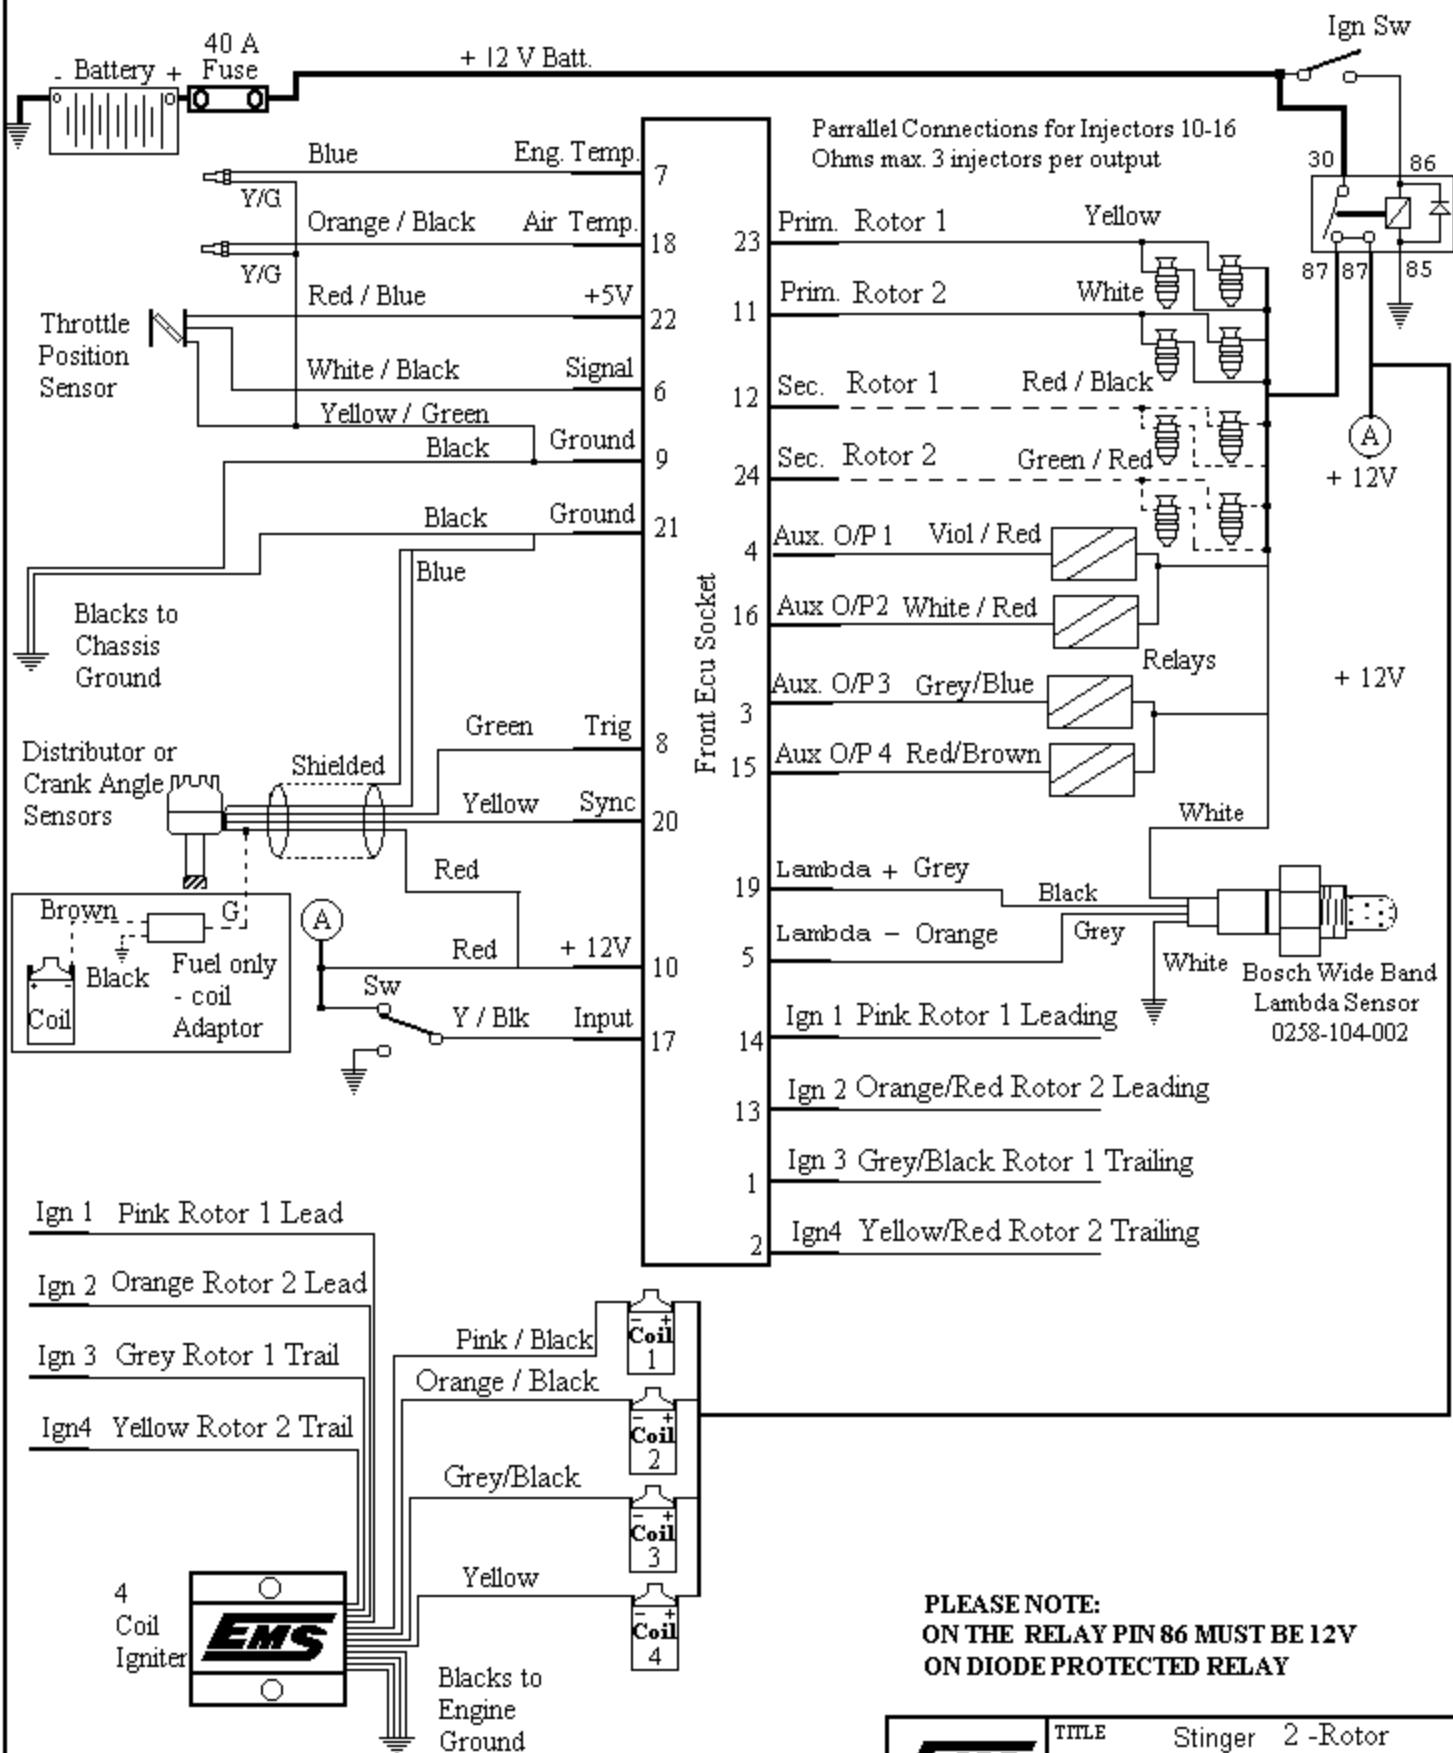 Ign Sw
40 A
Fuse
- Battery +
+ 12 V Batt.
Parrallel Connections for Injectors 10-16
Ohms max. 3 injectors per output
30
86
87
87
85
A
+ 12V
Blue
Eng. Temp.
7
Y/G
Orange / Black
Air Temp.
18
Y/G
Red / Blue
+5V
22
Throttle
Position
Sensor
White / Black
Signal
6
Yellow / Green
Black
Ground
9
Black
Ground
21
Blue
Blacks to
Chassis
Ground
Green
Trig
8
Distributor or
Crank Angle
Sensors
Shielded
Yellow
Sync
20
Red
Brown
G
Black
Coil
- +
Fuel only
- coil
Adaptor
A
Red
+ 12V
10
Sw
Y / Blk
Input
17
Front Ecu Socket
23
Prim. Rotor 1
Yellow
11
Prim. Rotor 2
White
12
Sec. Rotor 1
Red / Black
24
Sec. Rotor 2
Green / Red
4
Aux. O/P 1
Viol / Red
16
Aux O/P2
White / Red
Relays
+ 12V
3
Aux. O/P 3
Grey/Blue
15
Aux O/P 4
Red/Brown
White
19
Lambda + Grey
Black
5
Lambda - Orange
Grey
White
Bosch Wide Band
Lambda Sensor
0258-104-002
14
Ign 1 Pink Rotor 1 Leading
13
Ign 2 Orange/Red Rotor 2 Leading
1
Ign 3 Grey/Black Rotor 1 Trailing
2
Ign4 Yellow/Red Rotor 2 Trailing
Ign 1 Pink Rotor 1 Lead
Ign 2 Orange Rotor 2 Lead
Ign 3 Grey Rotor 1 Trail
Ign4 Yellow Rotor 2 Trail
Pink / Black
- +
Coil
1
Orange / Black
- +
Coil
2
Grey/Black
- +
Coil
3
Yellow
- +
Coil
4
4
Coil
Igniter
EMS
Blacks to
Engine
Ground
PLEASE NOTE:
ON THE RELAY PIN 86 MUST BE 12V
ON DIODE PROTECTED RELAY
TITLE
Stinger 2 -Rotor